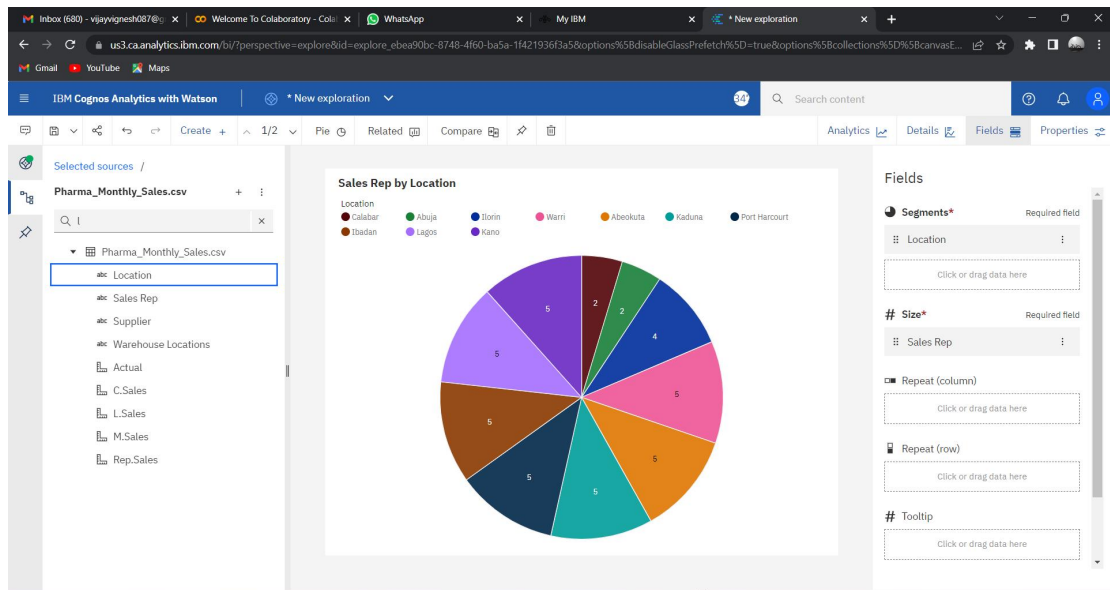 Inbox (680) - vijayvignesh087@g
Welcome To Colaboratory - Colab
WhatsApp
My IBM
* New exploration
us3.ca.analytics.ibm.com/bi/?perspective=explore&id=explore_ebea90bc-8748-4f60-ba5a-1f421936f3a5&options%5BdisableGlassPrefetch%5D=true&options%5Bcollections%5D%5BcanvasE...
Gmail YouTube Maps
IBM Cognos Analytics with Watson
* New exploration
Search content
Create + 1/2 Pie Related Compare
Analytics Details Fields Properties
Selected sources /
Pharma_Monthly_Sales.csv
l
Pharma_Monthly_Sales.csv
abc Location
abc Sales Rep
abc Supplier
abc Warehouse Locations
Actual
C.Sales
L.Sales
M.Sales
Rep.Sales
Sales Rep by Location
Location
Calabar Abuja Ilorin Warri Abeokuta Kaduna Port Harcourt
Ibadan Lagos Kano
2
2
4
5
5
5
5
5
5
5
Fields
Segments* Required field
Location
Click or drag data here
# Size* Required field
Sales Rep
Repeat (column)
Click or drag data here
Repeat (row)
Click or drag data here
# Tooltip
Click or drag data here